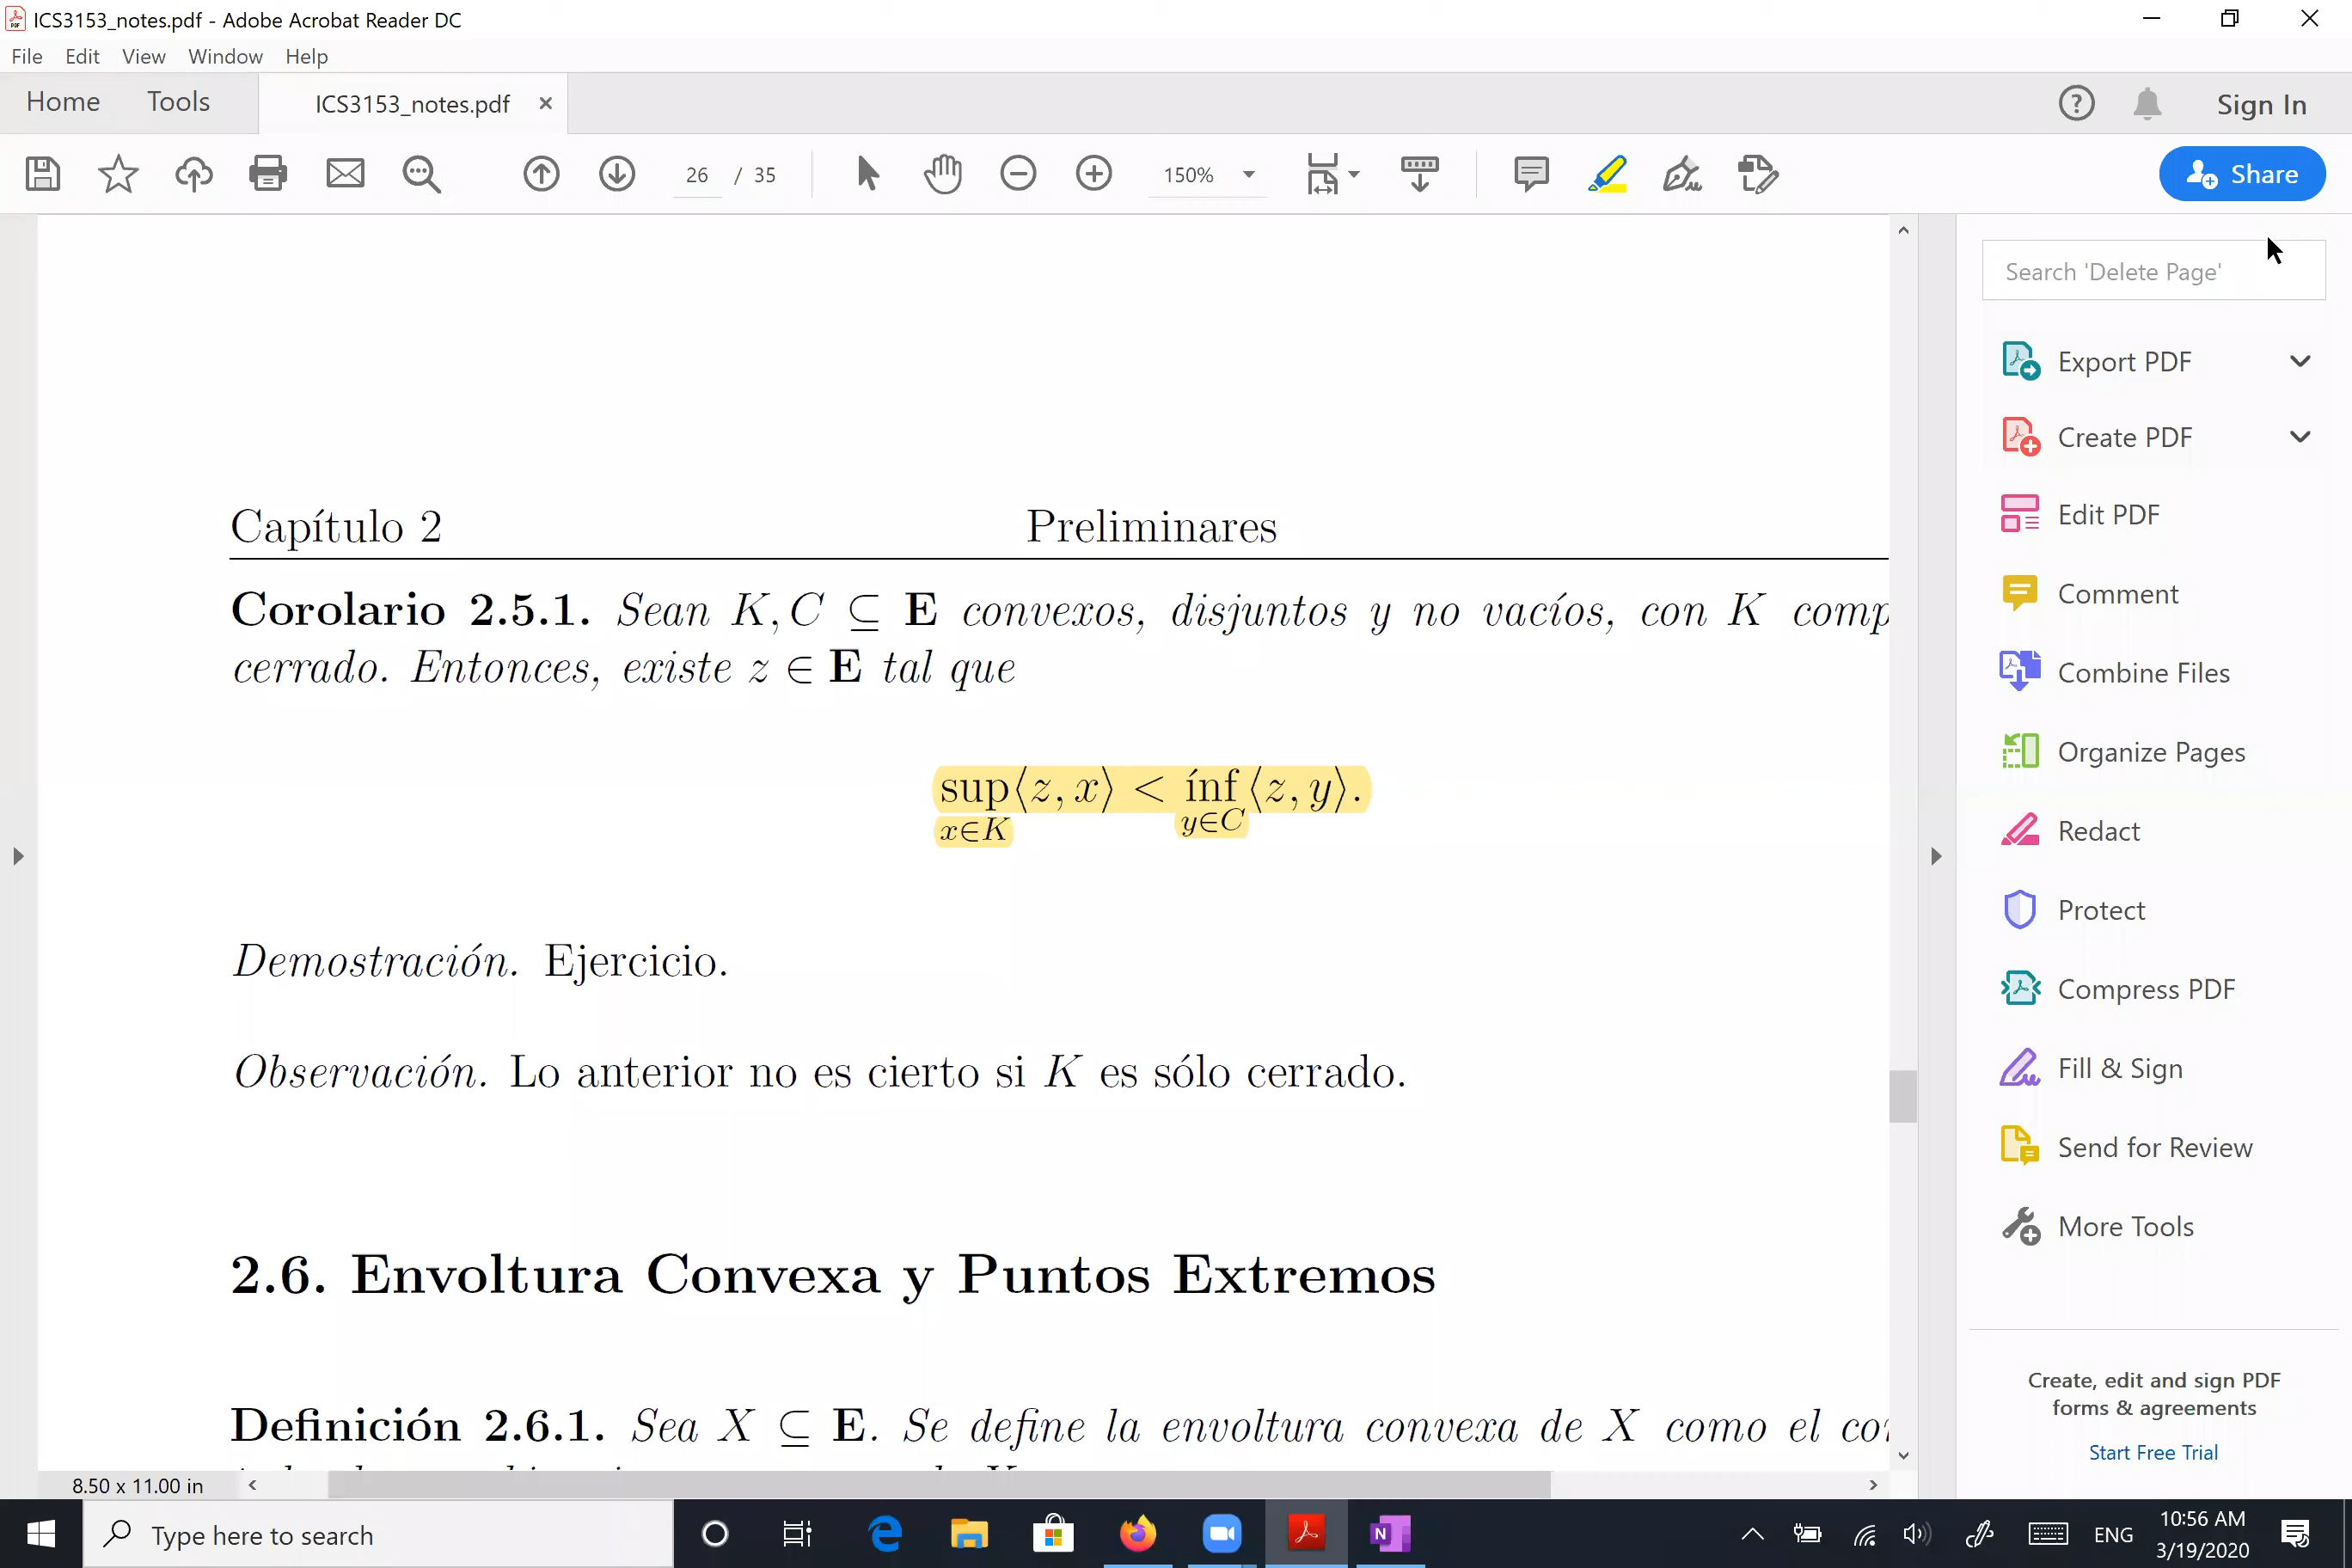 ICS3153_notes.pdf - Adobe Acrobat Reader DC
File Edit View Window Help
Home Tools ICS3153_notes.pdf × Sign In
26 / 35 150% Share
Search 'Delete Page'
Export PDF
Create PDF
Edit PDF
Comment
Combine Files
Organize Pages
Redact
Protect
Compress PDF
Fill & Sign
Send for Review
More Tools
Create, edit and sign PDF
forms & agreements
Start Free Trial
Capítulo 2 Preliminares
Corolario 2.5.1. Sean K, C ⊆ E convexos, disjuntos y no vacíos, con K comp
cerrado. Entonces, existe z ∈ E tal que
sup⟨z, x⟩ < ínf ⟨z, y⟩.
x∈K y∈C
Demostración. Ejercicio.
Observación. Lo anterior no es cierto si K es sólo cerrado.
2.6. Envoltura Convexa y Puntos Extremos
Definición 2.6.1. Sea X ⊆ E. Se define la envoltura convexa de X como el co
8.50 x 11.00 in
Type here to search
ENG
10:56 AM
3/19/2020